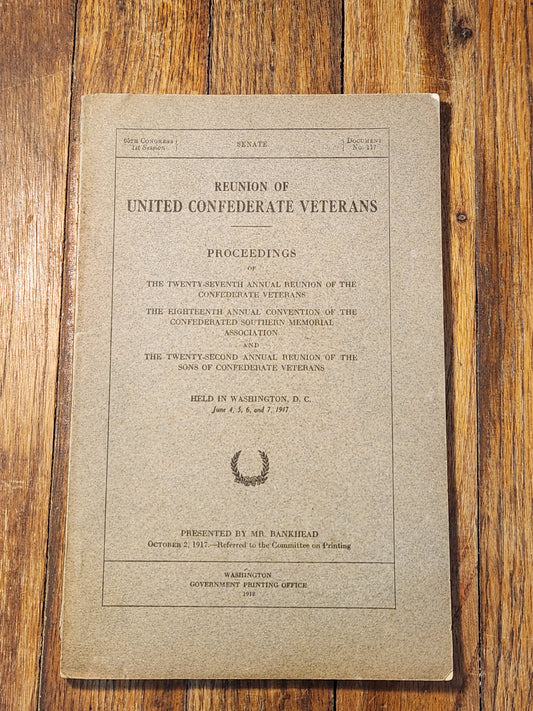 65TH CONGRESS
1st Session
SENATE
DOCUMENT
No. 117
REUNION OF
UNITED CONFEDERATE VETERANS
PROCEEDINGS
OF
THE TWENTY-SEVENTH ANNUAL REUNION OF THE
CONFEDERATE VETERANS
THE EIGHTEENTH ANNUAL CONVENTION OF THE
CONFEDERATED SOUTHERN MEMORIAL
ASSOCIATION
AND
THE TWENTY-SECOND ANNUAL REUNION OF THE
SONS OF CONFEDERATE VETERANS
HELD IN WASHINGTON, D. C.
June 4, 5, 6, and 7, 1917
PRESENTED BY MR. BANKHEAD
OCTOBER 2, 1917.—Referred to the Committee on Printing
WASHINGTON
GOVERNMENT PRINTING OFFICE
1918